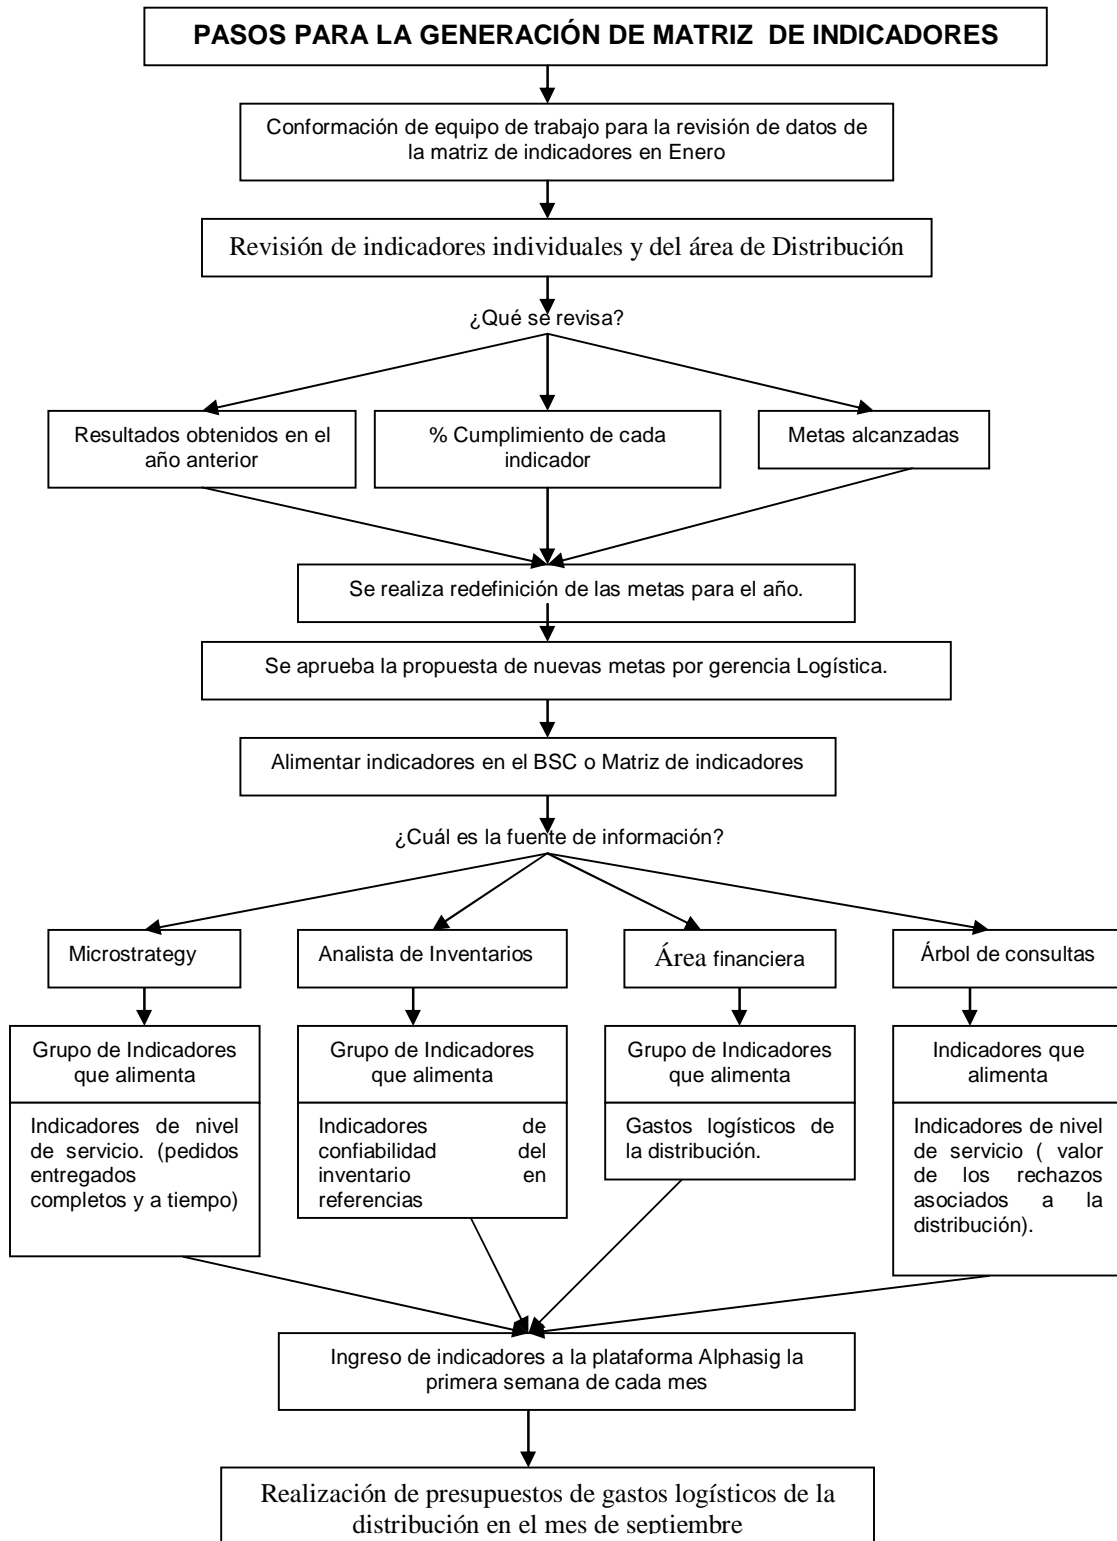 PASOS PARA LA GENERACIÓN DE MATRIZ DE INDICADORES
Conformación de equipo de trabajo para la revisión de datos de
la matriz de indicadores en Enero
Revisión de indicadores individuales y del área de Distribución
¿Qué se revisa?
Resultados obtenidos en el
año anterior
% Cumplimiento de cada
indicador
Metas alcanzadas
Se realiza redefinición de las metas para el año.
Se aprueba la propuesta de nuevas metas por gerencia Logística.
Alimentar indicadores en el BSC o Matriz de indicadores
¿Cuál es la fuente de información?
Microstrategy
Analista de Inventarios
Área financiera
Árbol de consultas
Grupo de Indicadores
que alimenta
Indicadores de nivel
de servicio. (pedidos
entregados
completos y a tiempo)
Grupo de Indicadores
que alimenta
Indicadores de
confiabilidad del
inventario en
referencias
Grupo de Indicadores
que alimenta
Gastos logísticos de
la distribución.
Indicadores que
alimenta
Indicadores de nivel
de servicio ( valor
de los rechazos
asociados a la
distribución).
Ingreso de indicadores a la plataforma Alphasig la
primera semana de cada mes
Realización de presupuestos de gastos logísticos de la
distribución en el mes de septiembre